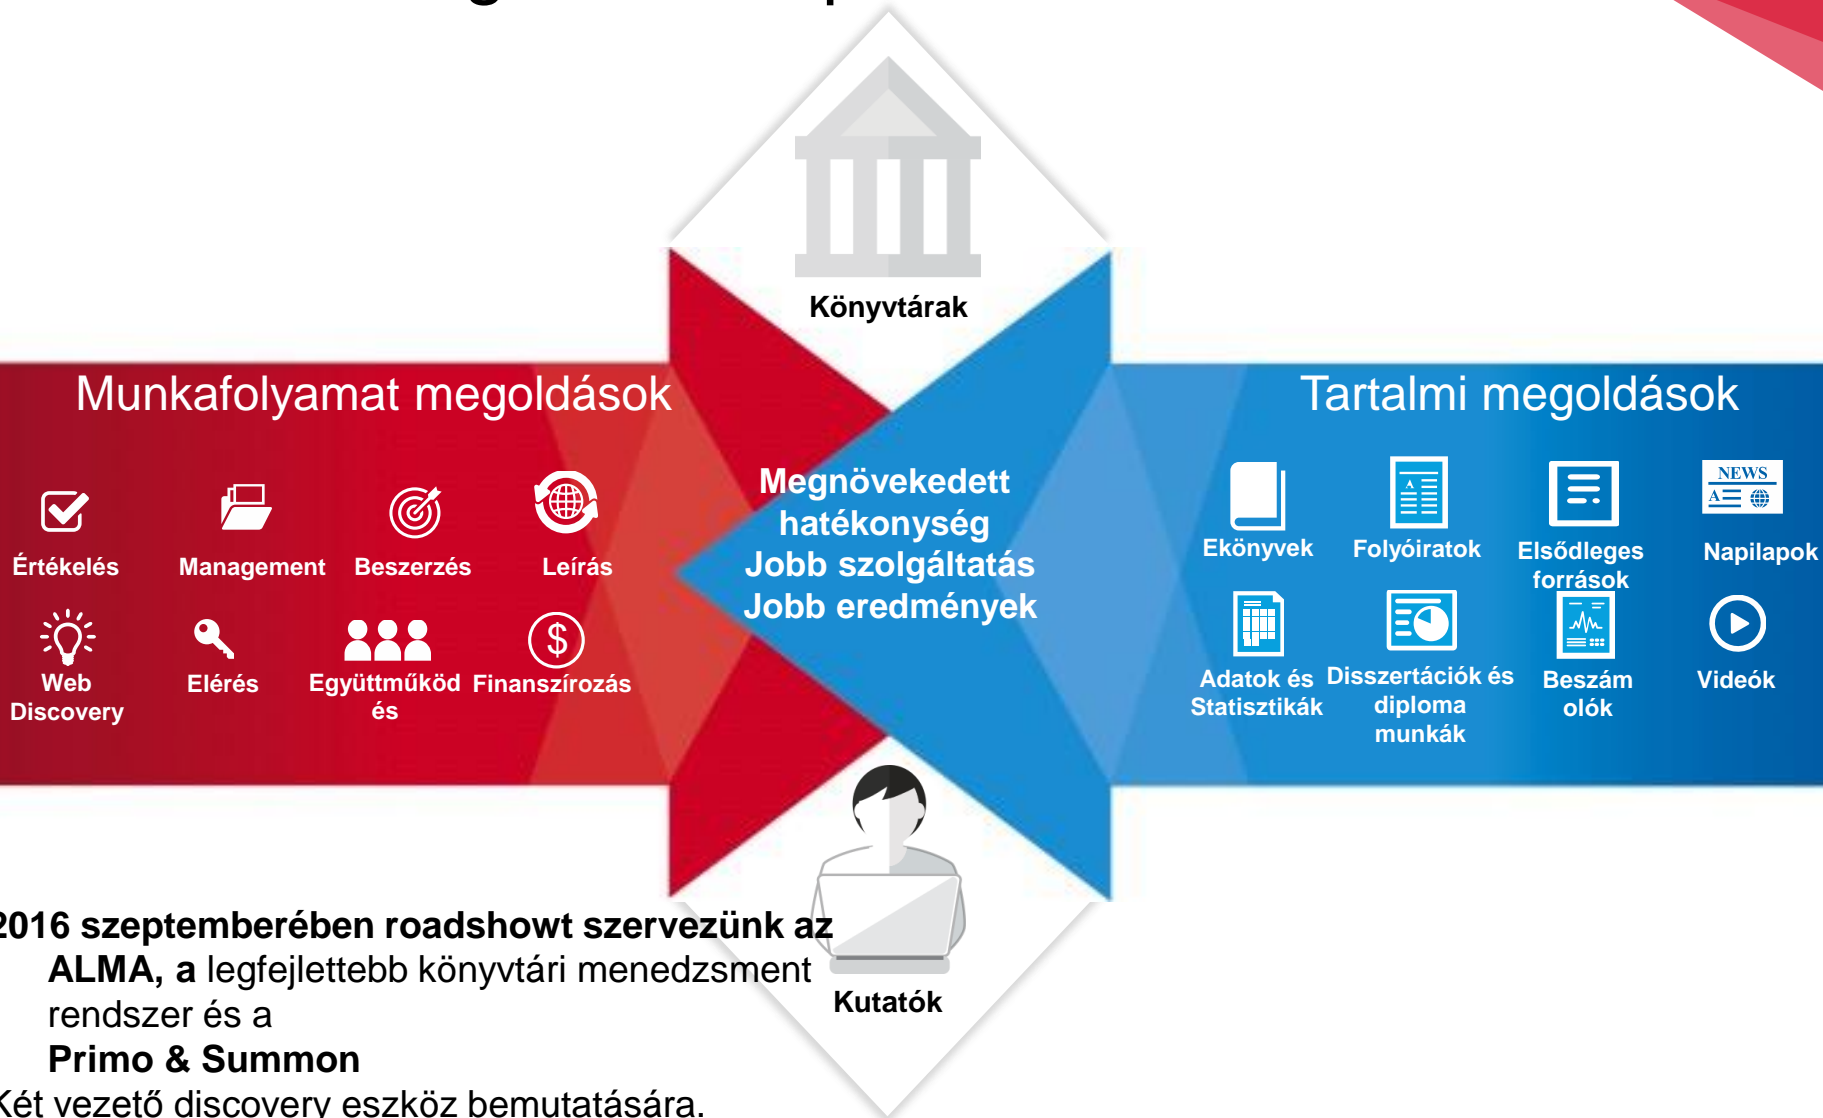 Könyvtárak
Munkafolyamat megoldások
Értékelés
Management
Beszerzés
Leírás
Web
Discovery
Elérés
Együttműköd
és
$
Finanszírozás
Megnövekedett
hatékonység
Jobb szolgáltatás
Jobb eredmények
Tartalmi megoldások
Ekönyvek
A
Folyóiratok
Elsődleges
források
NEWS
A
Napilapok
Adatok és
Statisztikák
Disszertációk és
diploma
munkák
Beszám
olók
Videók
Kutatók
2016 szeptemberében roadshowt szervezünk az
ALMA, a legfejlettebb könyvtári menedzsment
rendszer és a
Primo & Summon
Két vezető discovery eszköz bemutatására.